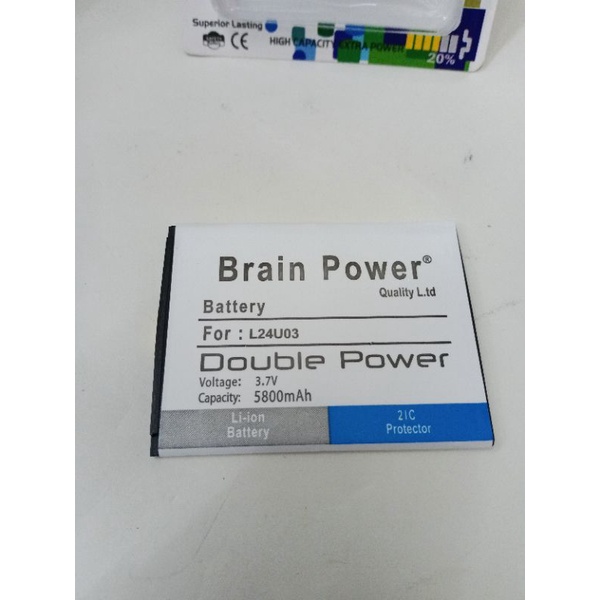 Superior Lasting
CE
HIGH CAPACITY EXTRA POWER
20%
Brain Power®
Quality L.td
Battery
For : L24U03
Double Power
Voltage: 3.7V
Capacity: 5800mAh
Li-ion
Battery
2IC
Protector